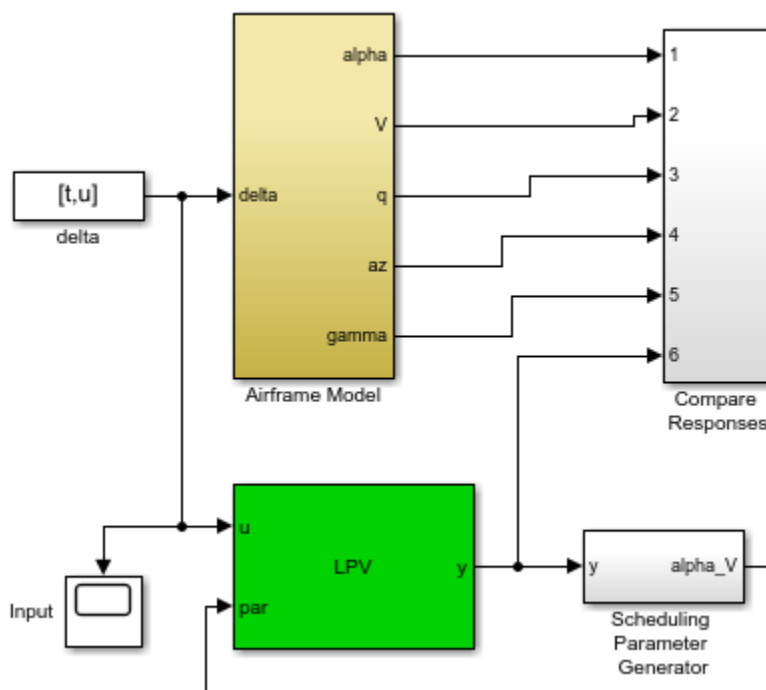 alpha
1
V
2
[t,u]
delta
q
3
delta
az
4
gamma
5
6
Airframe Model
Compare
Responses
u
LPV
y
y
alpha_V
Input
par
Scheduling
Parameter
Generator